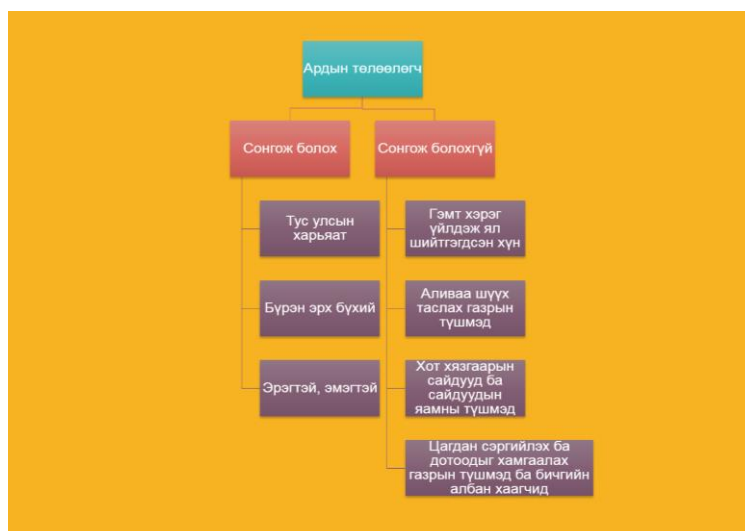 Ардын төлөөлөгч
Сонгож болох
Сонгож болохгүй
Тус улсын
харьяат
Бүрэн эрх бүхий
Эрэгтэй, эмэгтэй
Гэмт хэрэг
үйлдэж ял
шийтгэгдсэн хүн
Аливаа шүүх
таслах газрын
түшмэд
Хот хязгаарын
сайдууд ба
сайдуудын
яамны түшмэд
Цагдан сэргийлэх ба
дотоодыг хамгаалах
газрын түшмэд ба бичгийн
албан хаагчид